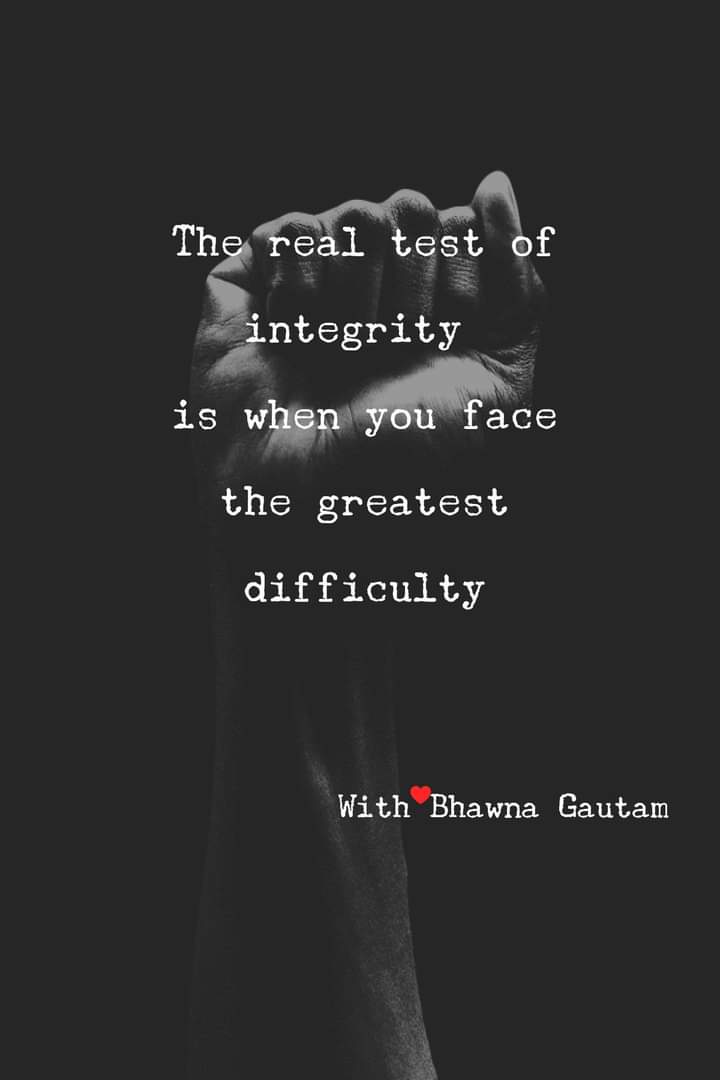 The real test of
integrity
is when you face
the greatest
difficulty
With❤Bhawna Gautam